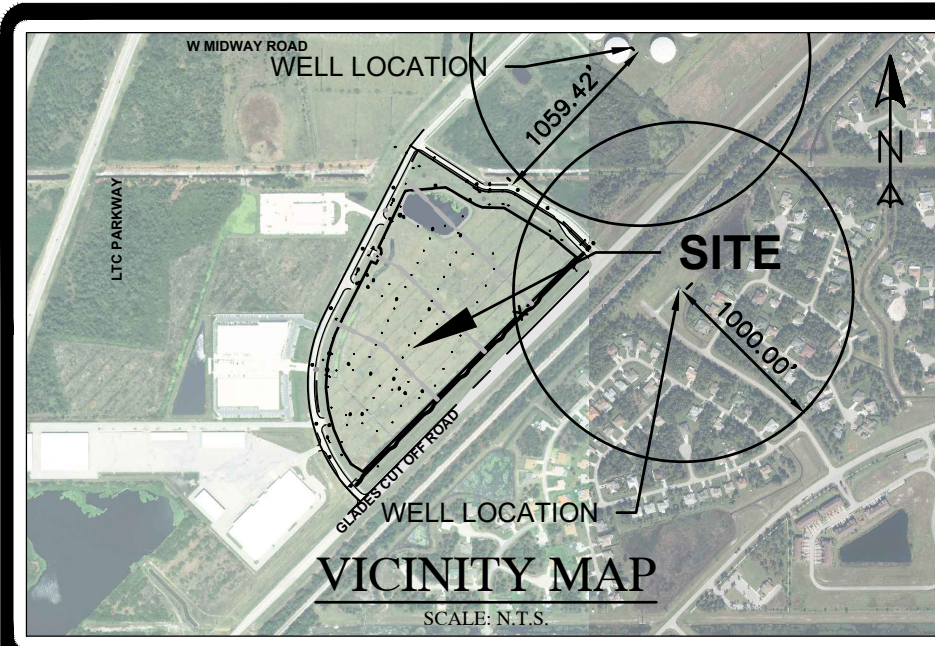 W MIDWAY ROAD
WELL LOCATION
1059.42'
N
LTC PARKWAY
SITE
1000.00'
GLADES CUT OFF ROAD
WELL LOCATION
VICINITY MAP
SCALE: N.T.S.